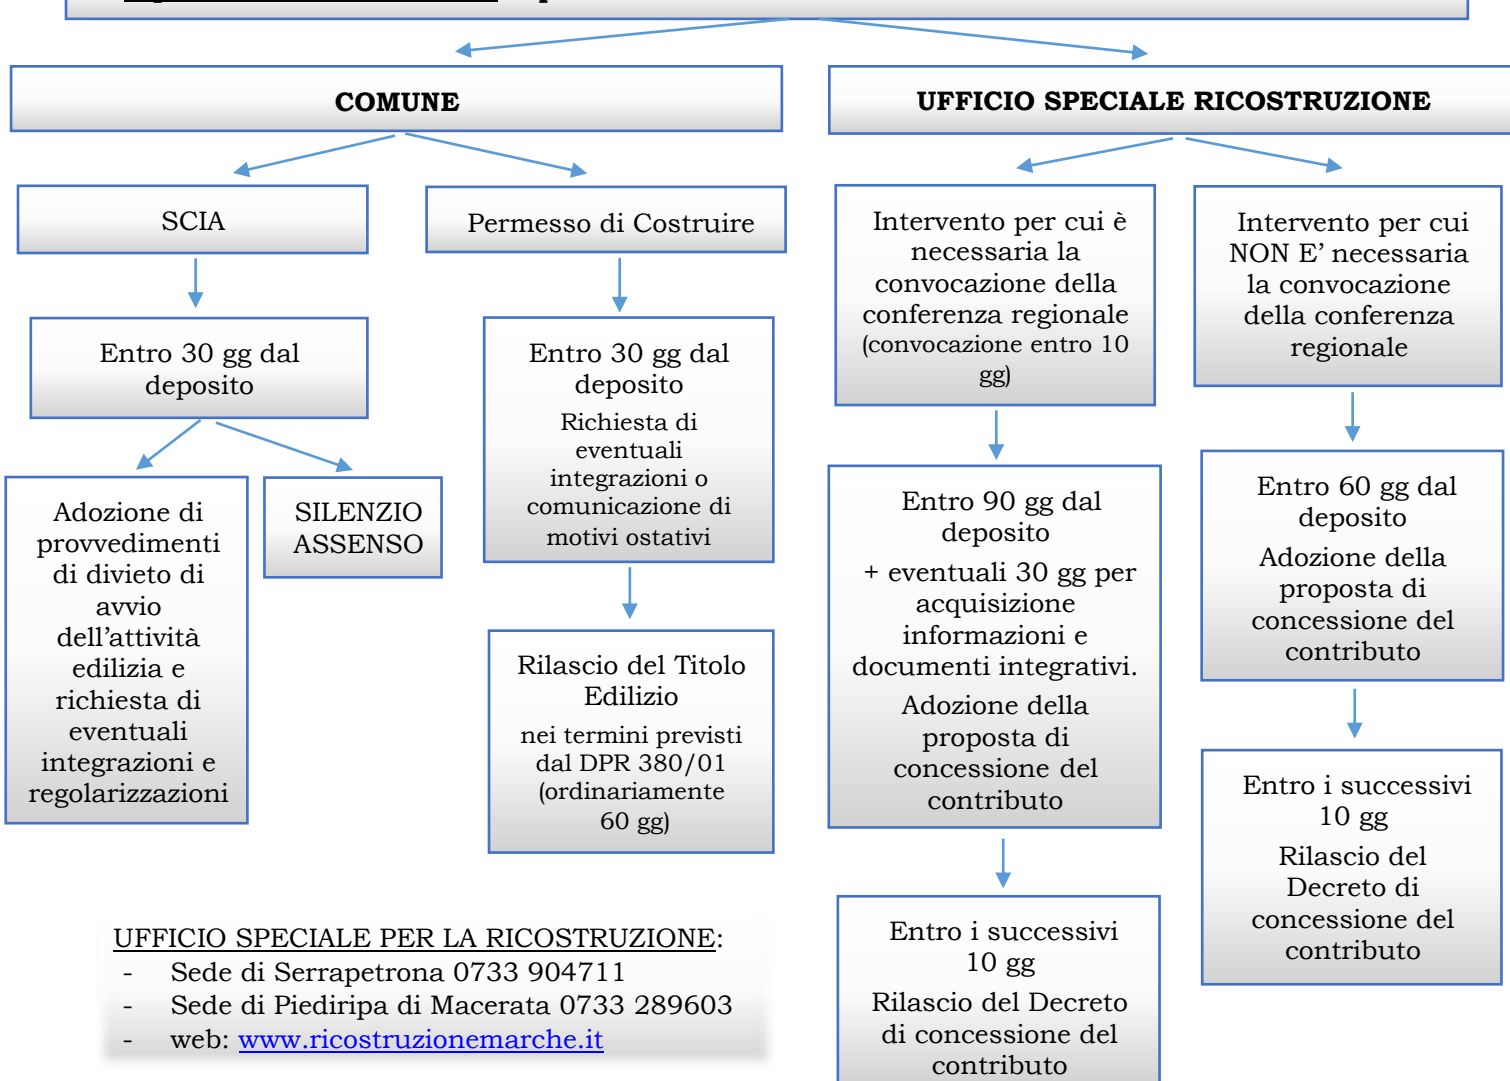 COMUNE
UFFICIO SPECIALE RICOSTRUZIONE
SCIA
Permesso di Costruire
Intervento per cui è
necessaria la
convocazione della
conferenza regionale
(convocazione entro 10
gg)
Intervento per cui
NON E’ necessaria
la convocazione
della conferenza
regionale
Entro 30 gg dal
deposito
Entro 30 gg dal
deposito
Richiesta di
eventuali
integrazioni o
comunicazione di
motivi ostativi
Adozione di
provvedimenti
di divieto di
avvio
dell’attività
edilizia e
richiesta di
eventuali
integrazioni e
regolarizzazioni
SILENZIO
ASSENSO
Rilascio del Titolo
Edilizio
nei termini previsti
dal DPR 380/01
(ordinariamente
60 gg)
Entro 90 gg dal
deposito
+ eventuali 30 gg per
acquisizione
informazioni e
documenti integrativi.
Adozione della
proposta di
concessione del
contributo
Entro 60 gg dal
deposito
Adozione della
proposta di
concessione del
contributo
Entro i successivi
10 gg
Rilascio del
Decreto di
concessione del
contributo
Entro i successivi
10 gg
Rilascio del Decreto
di concessione del
contributo
UFFICIO SPECIALE PER LA RICOSTRUZIONE:
- Sede di Serrapetrona 0733 904711
- Sede di Piediripa di Macerata 0733 289603
- web: www.ricostruzionemarche.it